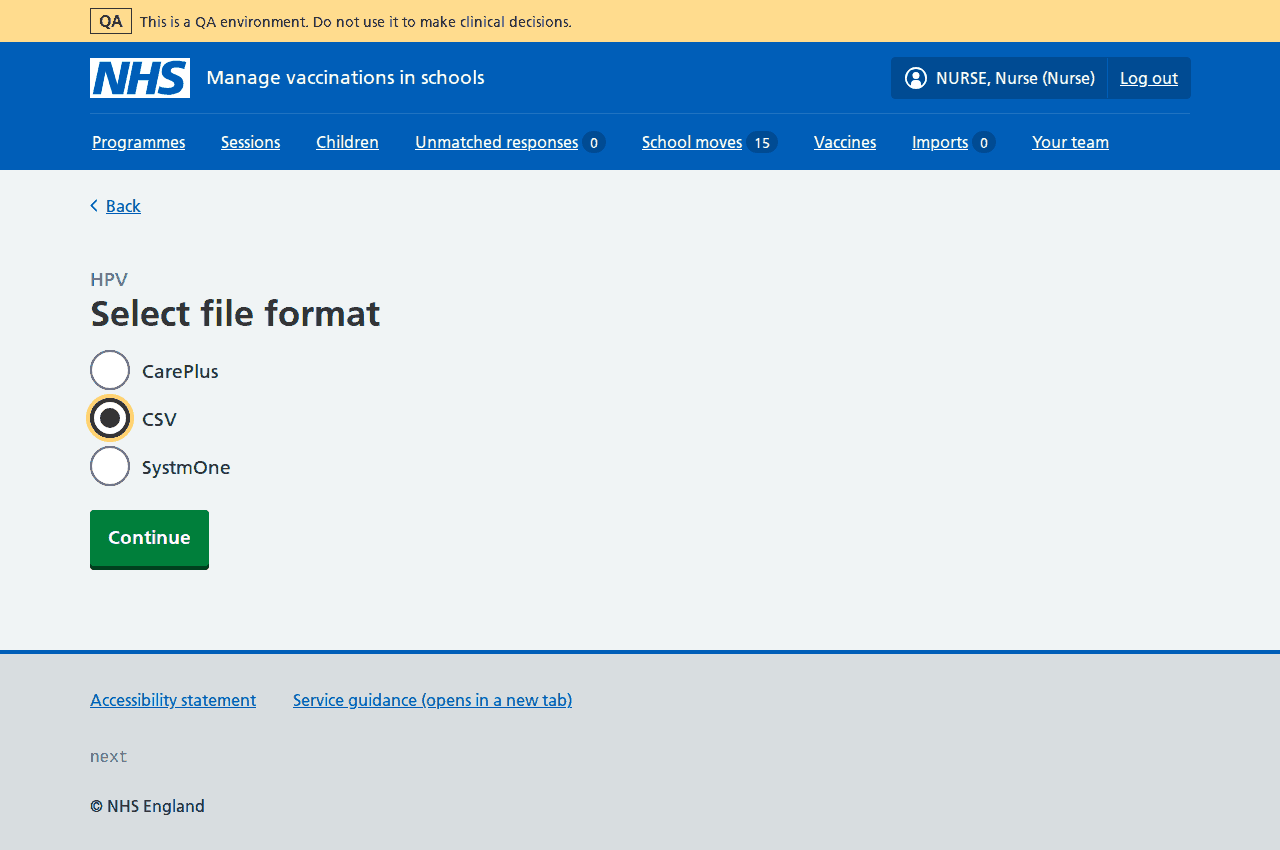 QA This is a QA environment. Do not use it to make clinical decisions.
NHS Manage vaccinations in schools NURSE, Nurse (Nurse) Log out
Programmes Sessions Children Unmatched responses 0 School moves 15 Vaccines Imports 0 Your team
Back
HPV
Select file format
CarePlus
CSV
SystmOne
Continue
Accessibility statement Service guidance (opens in a new tab)
next
© NHS England